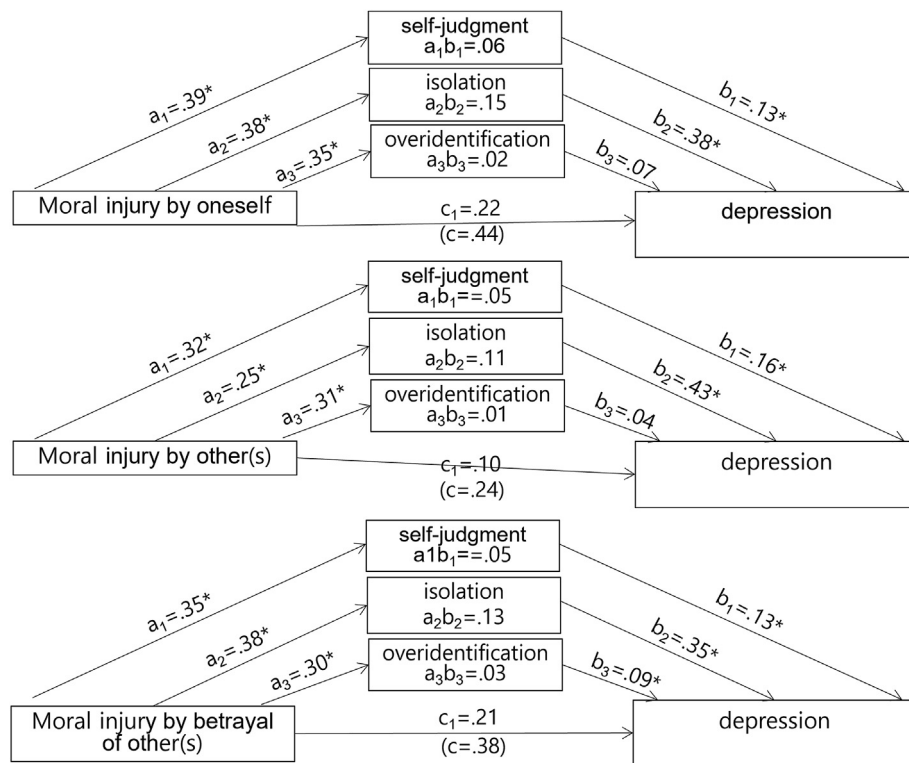 self-judgment
a₁b₁=.06
isolation
a₂b₂=.15
overidentification
a₃b₃=.02
a₁=.39*
a₂=.38*
a₃=.35*
b₁=.13*
b₂=.38*
b₃=.07
Moral injury by oneself
c₁=.22
(c=.44)
depression
self-judgment
a₁b₁==.05
isolation
a₂b₂=.11
overidentification
a₃b₃=.01
a₁=.32*
a₂=.25*
a₃=.31*
b₁=.16*
b₂=.43*
b₃=.04
Moral injury by other(s)
c₁=.10
(c=.24)
depression
self-judgment
a1b₁==.05
isolation
a₂b₂=.13
overidentification
a₃b₃=.03
a₁=.35*
a₂=.38*
a₃=.30*
b₁=.13*
b₂=.35*
b₃=.09*
Moral injury by betrayal
of other(s)
c₁=.21
(c=.38)
depression